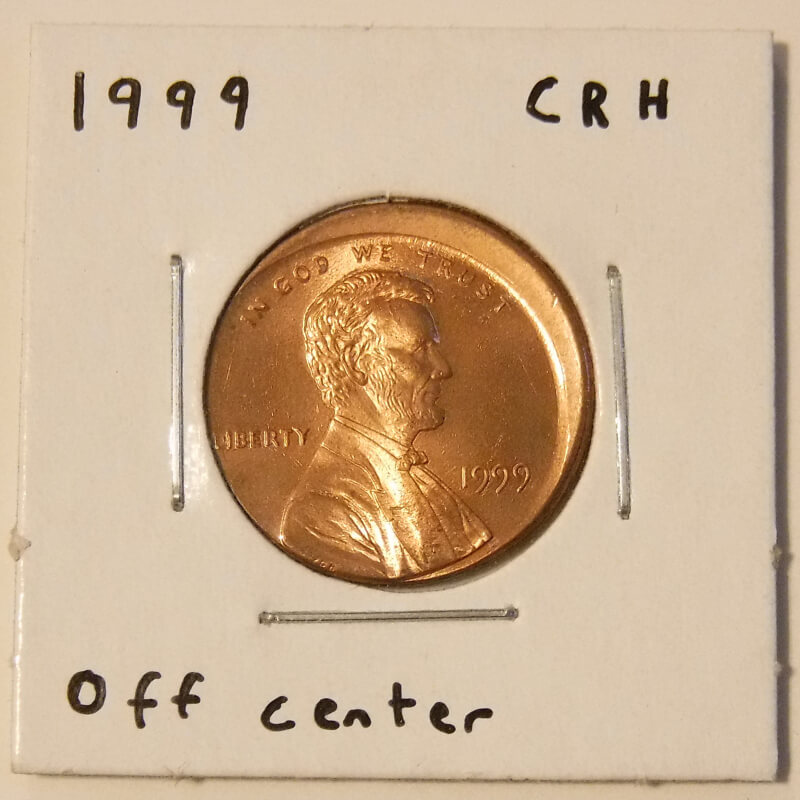 1999 CRH
IN GOD WE TRUST
LIBERTY
1999
Off center